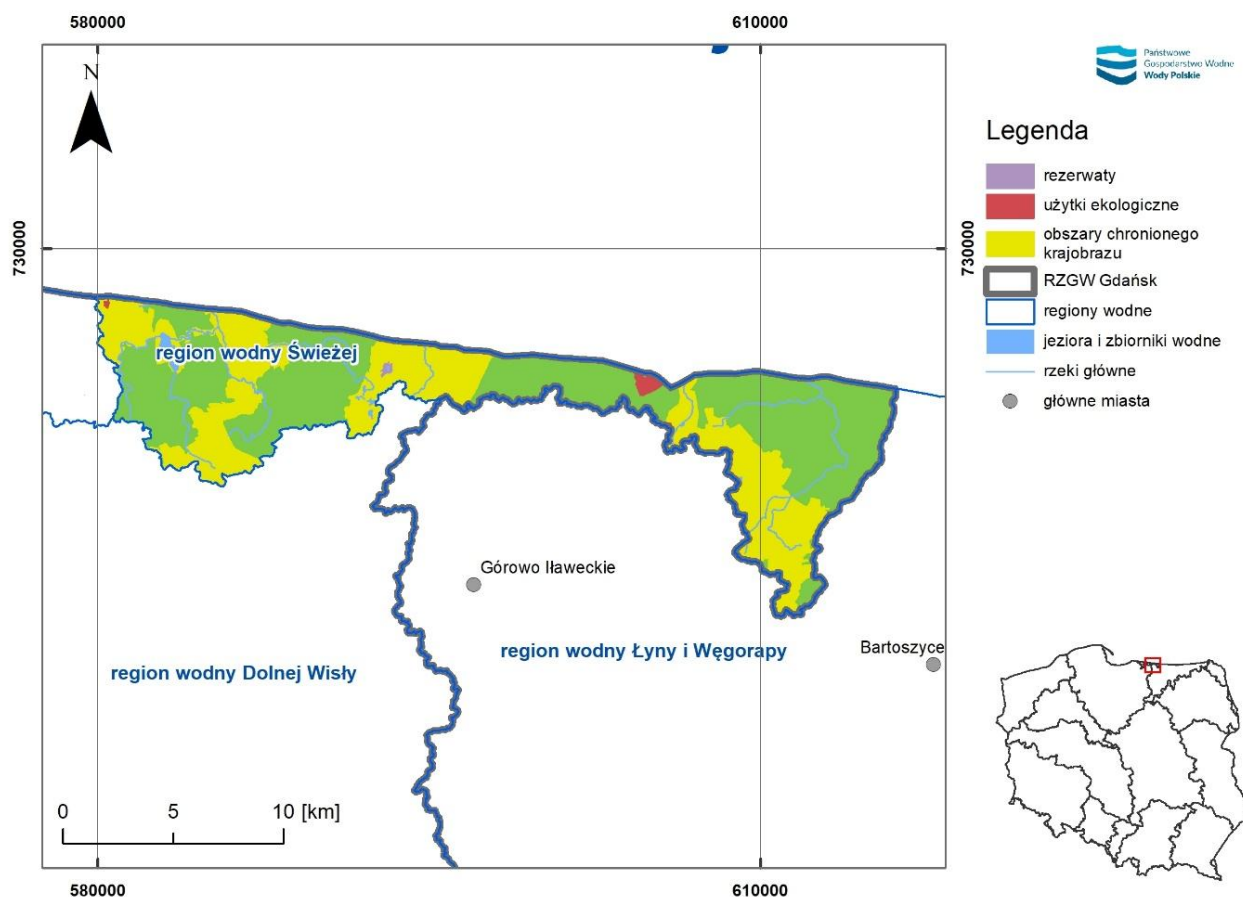 580000
610000
N
730000
730000
region wodny Świeżej
Górowo Iławeckie
region wodny Łyny i Węgorapy
Bartoszyce
region wodny Dolnej Wisły
0
5
10 [km]
580000
610000
Państwowe
Gospodarstwo Wodne
Wody Polskie
Legenda
rezerwaty
użytki ekologiczne
obszary chronionego
krajobrazu
RZGW Gdańsk
regiony wodne
jeziora i zbiorniki wodne
rzeki główne
główne miasta